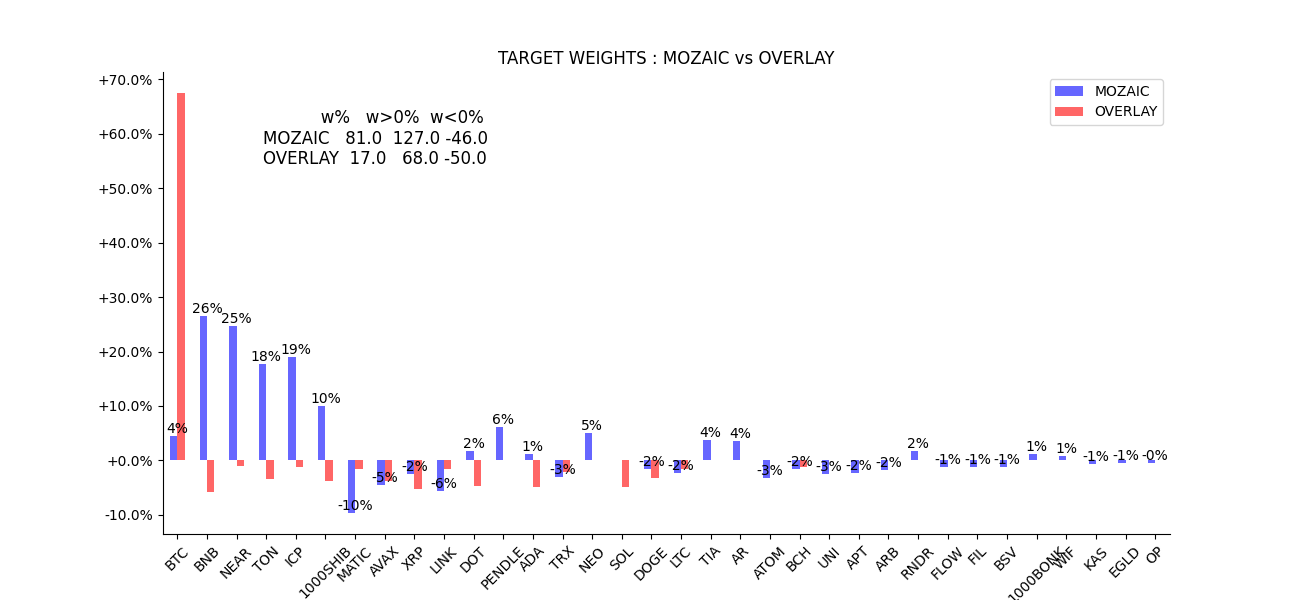 TARGET WEIGHTS : MOZAIC vs OVERLAY
+70.0%
+60.0%
+50.0%
+40.0%
+30.0%
+20.0%
+10.0%
+0.0%
-10.0%
w% w>0% w<0%
MOZAIC 81.0 127.0 -46.0
OVERLAY 17.0 68.0 -50.0
MOZAIC
OVERLAY
4%
26%
25%
18%
19%
10%
-10%
-5%
-2%
-6%
2%
6%
1%
-3%
5%
-2%
-2%
4%
4%
-3%
-2%
-3%
-2%
-2%
2%
-1%
-1%
-1%
1%
1%
-1%
-1%
-0%
BTC
BNB
NEAR
TON
ICP
1000SHIB
MATIC
AVAX
XRP
LINK
DOT
PENDLE
ADA
TRX
NEO
SOL
DOGE
LTC
TIA
AR
ATOM
BCH
UNI
APT
ARB
RNDR
FLOW
FIL
BSV
1000BONK
WIF
KAS
EGLD
OP